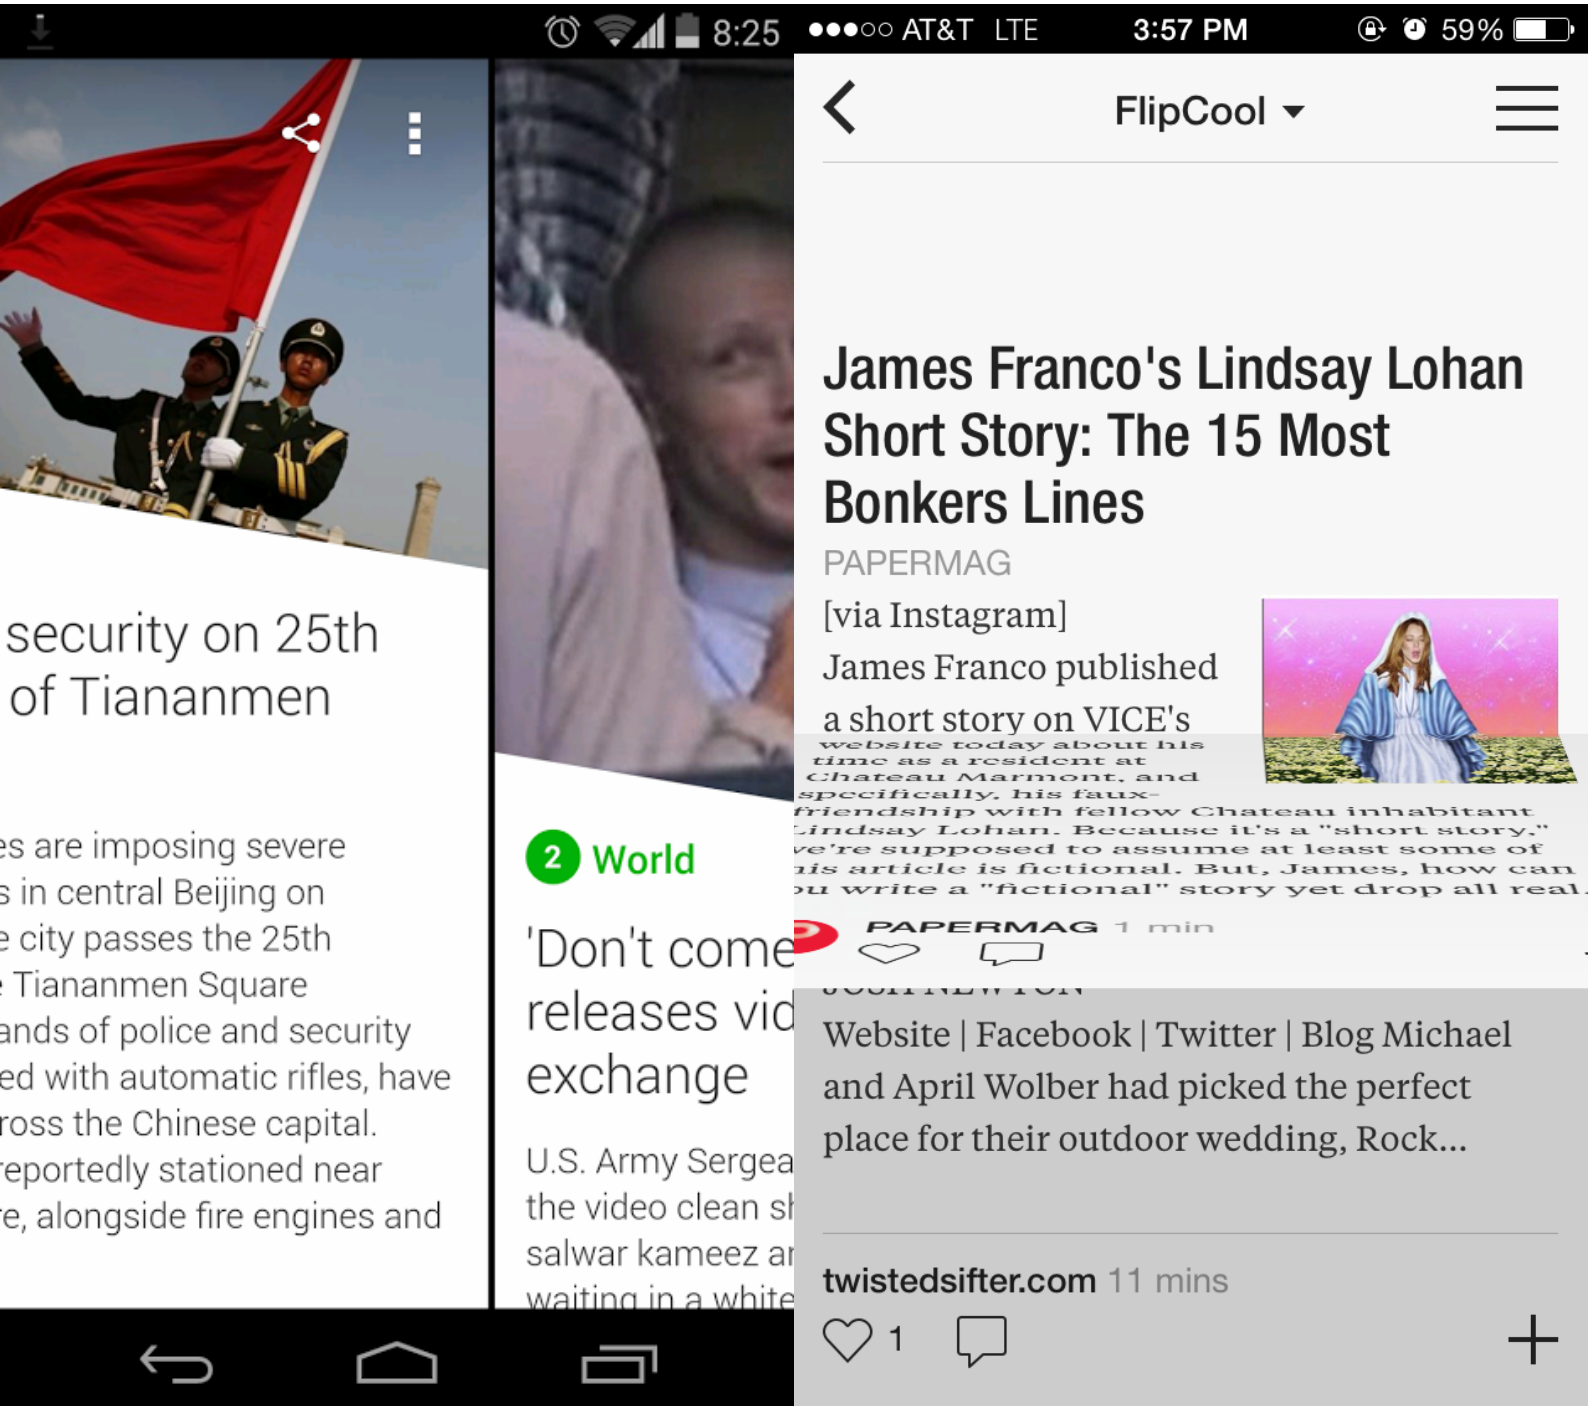 8:25
security on 25th
of Tiananmen
es are imposing severe
s in central Beijing on
e city passes the 25th
e Tiananmen Square
ands of police and security
ed with automatic rifles, have
ross the Chinese capital.
reportedly stationed near
re, alongside fire engines and
2 World
'Don't come
releases vid
exchange
U.S. Army Sergea
the video clean sh
salwar kameez ar
waiting in a white
AT&T LTE 3:57 PM 59%
FlipCool
James Franco's Lindsay Lohan
Short Story: The 15 Most
Bonkers Lines
PAPERMAG
[via Instagram]
James Franco published
a short story on VICE's
website today about his
time as a resident at
Chateau Marmont, and
specifically, his faux-
friendship with fellow Chateau inhabitant
Lindsay Lohan. Because it's a "short story,"
we're supposed to assume at least some of
his article is fictional. But, James, how can
ou write a "fictional" story yet drop all real
PAPERMAG 1 min
JOSH NEWTON
Website | Facebook | Twitter | Blog Michael
and April Wolber had picked the perfect
place for their outdoor wedding, Rock...
twistedsifter.com 11 mins
1